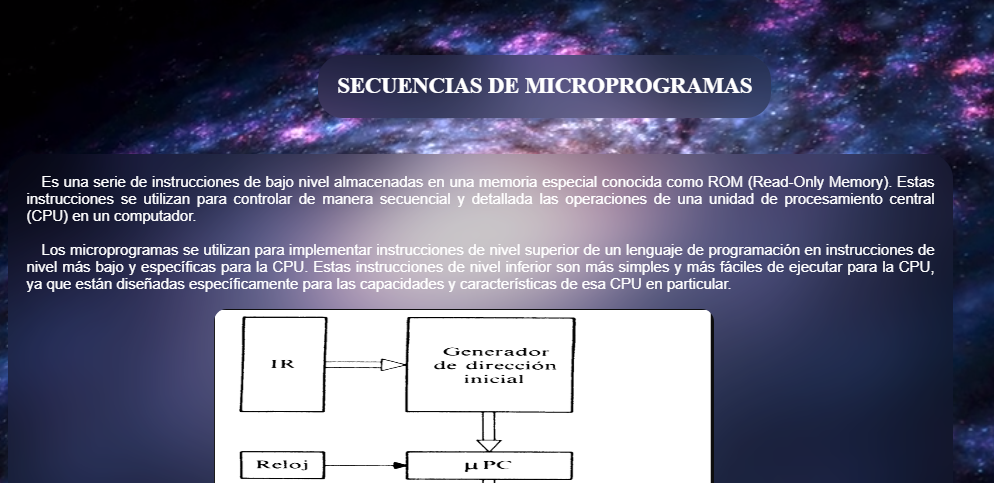 SECUENCIAS DE MICROPROGRAMAS
Es una serie de instrucciones de bajo nivel almacenadas en una memoria especial conocida como ROM (Read-Only Memory). Estas
instrucciones se utilizan para controlar de manera secuencial y detallada las operaciones de una unidad de procesamiento central
(CPU) en un computador.
Los microprogramas se utilizan para implementar instrucciones de nivel superior de un lenguaje de programación en instrucciones de
nivel más bajo y específicas para la CPU. Estas instrucciones de nivel inferior son más simples y más fáciles de ejecutar para la CPU,
ya que están diseñadas específicamente para las capacidades y características de esa CPU en particular.
IR
Generador
de dirección
inicial
Reloj
μ PC